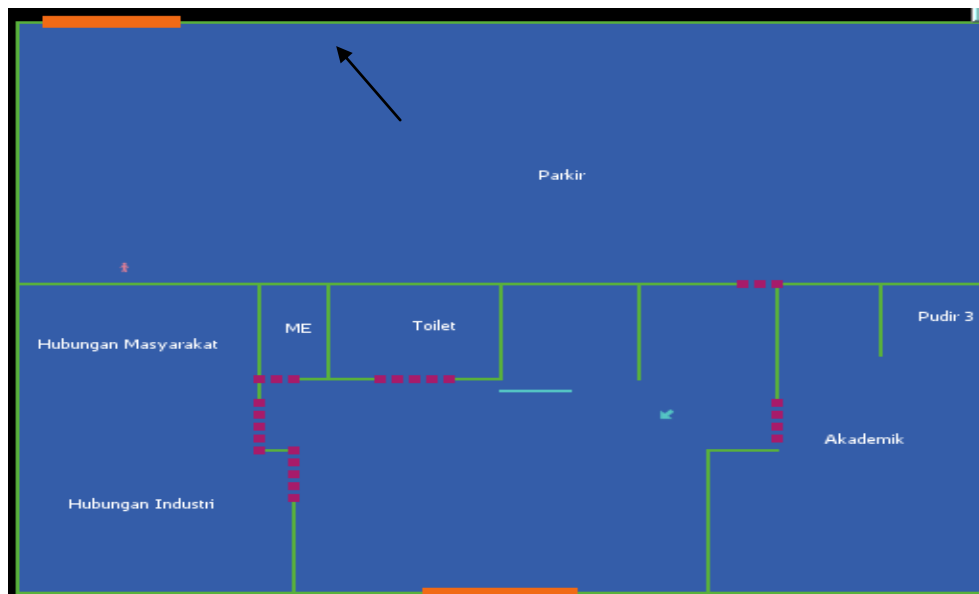 Parkir
Pudir 3
ME
Toilet
Hubungan Masyarakat
Akademik
Hubungan Industri